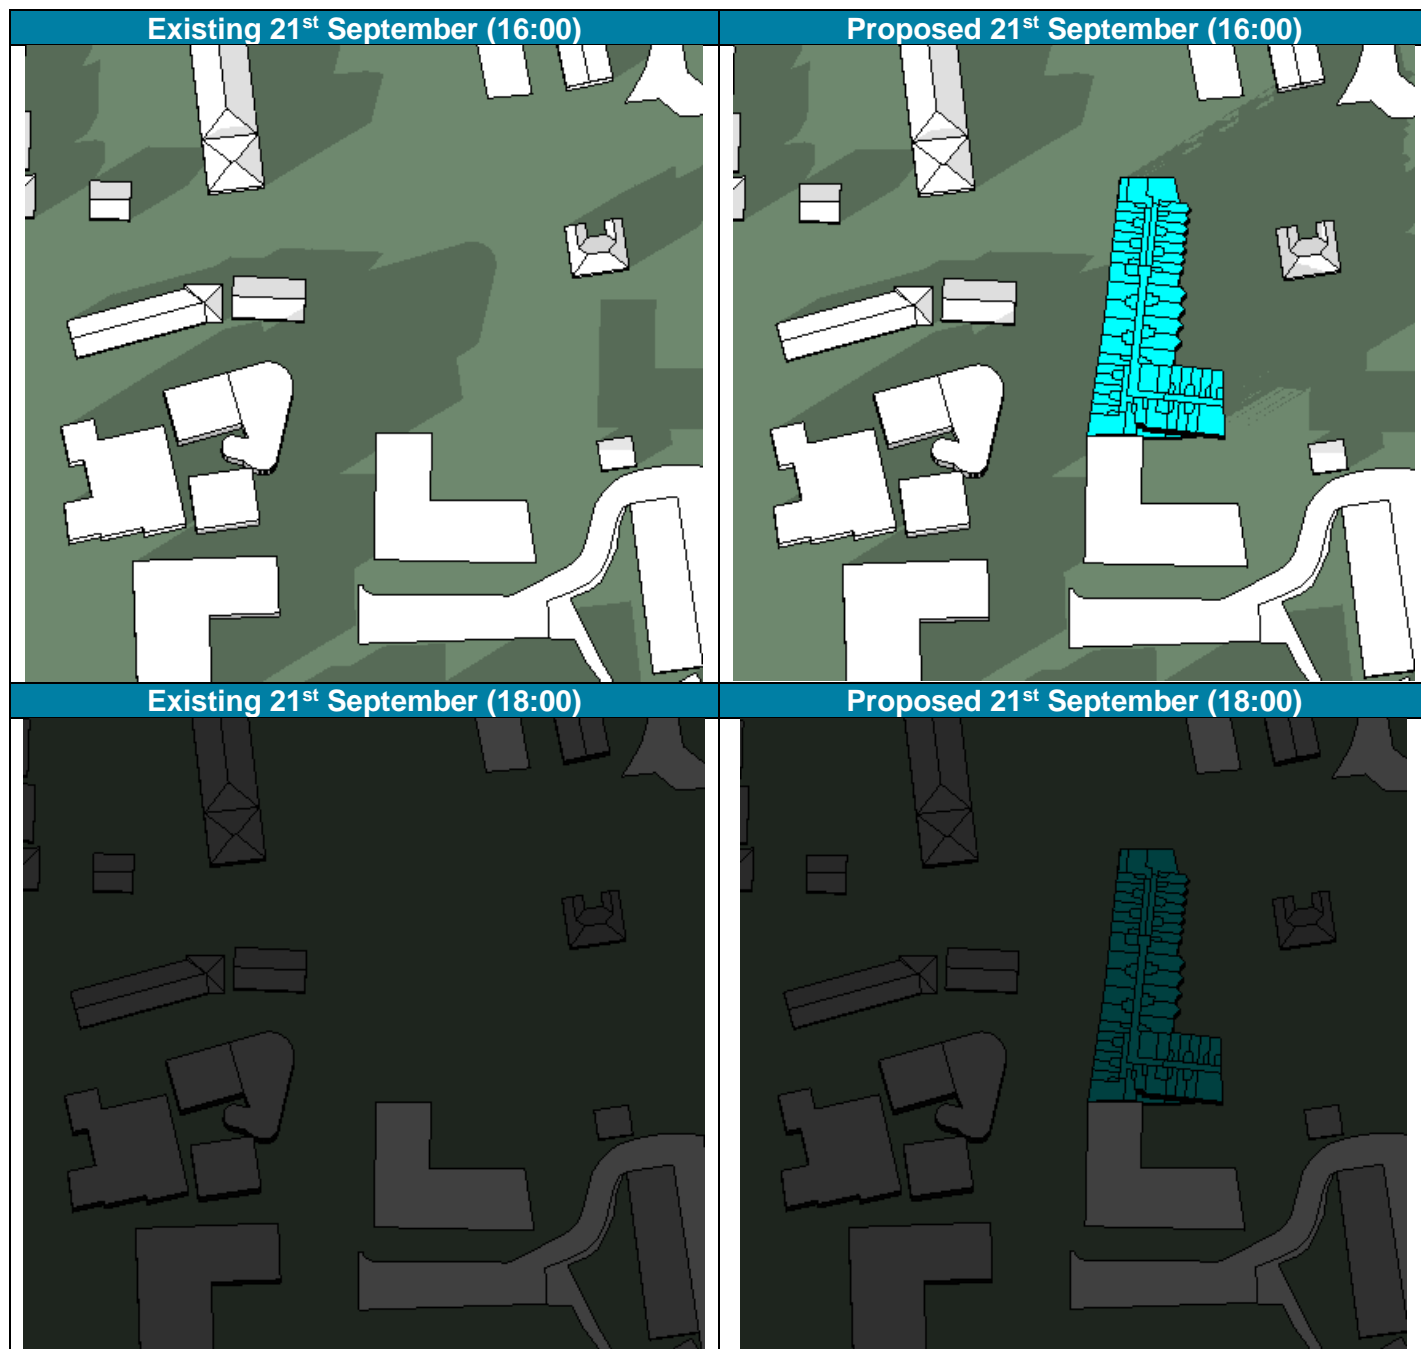 Existing 21st September (16:00)
Proposed 21st September (16:00)
Existing 21st September (18:00)
Proposed 21st September (18:00)